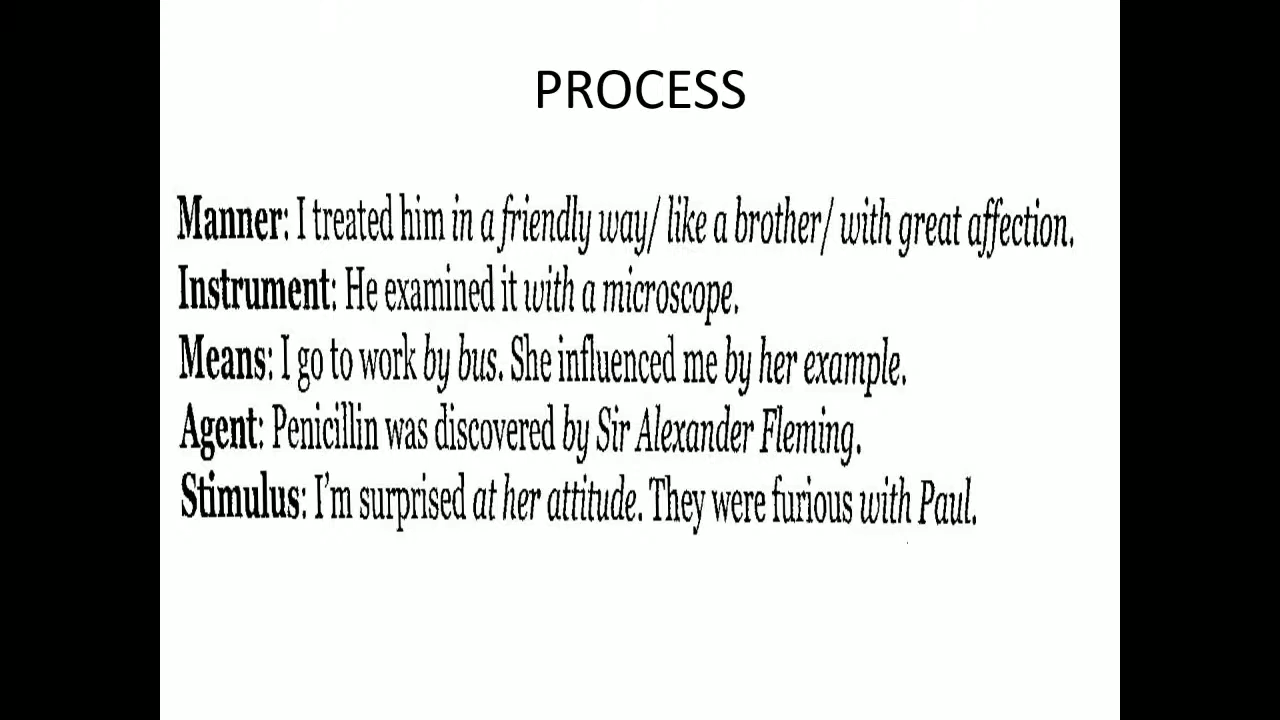 PROCESS
Manner: I treated him in a friendly way/ like a brother/ with great affection.
Instrument: He examined it with a microscope.
Means: I go to work by bus. She influenced me by her example.
Agent: Penicillin was discovered by Sir Alexander Fleming.
Stimulus: I’m surprised at her attitude. They were furious with Paul.